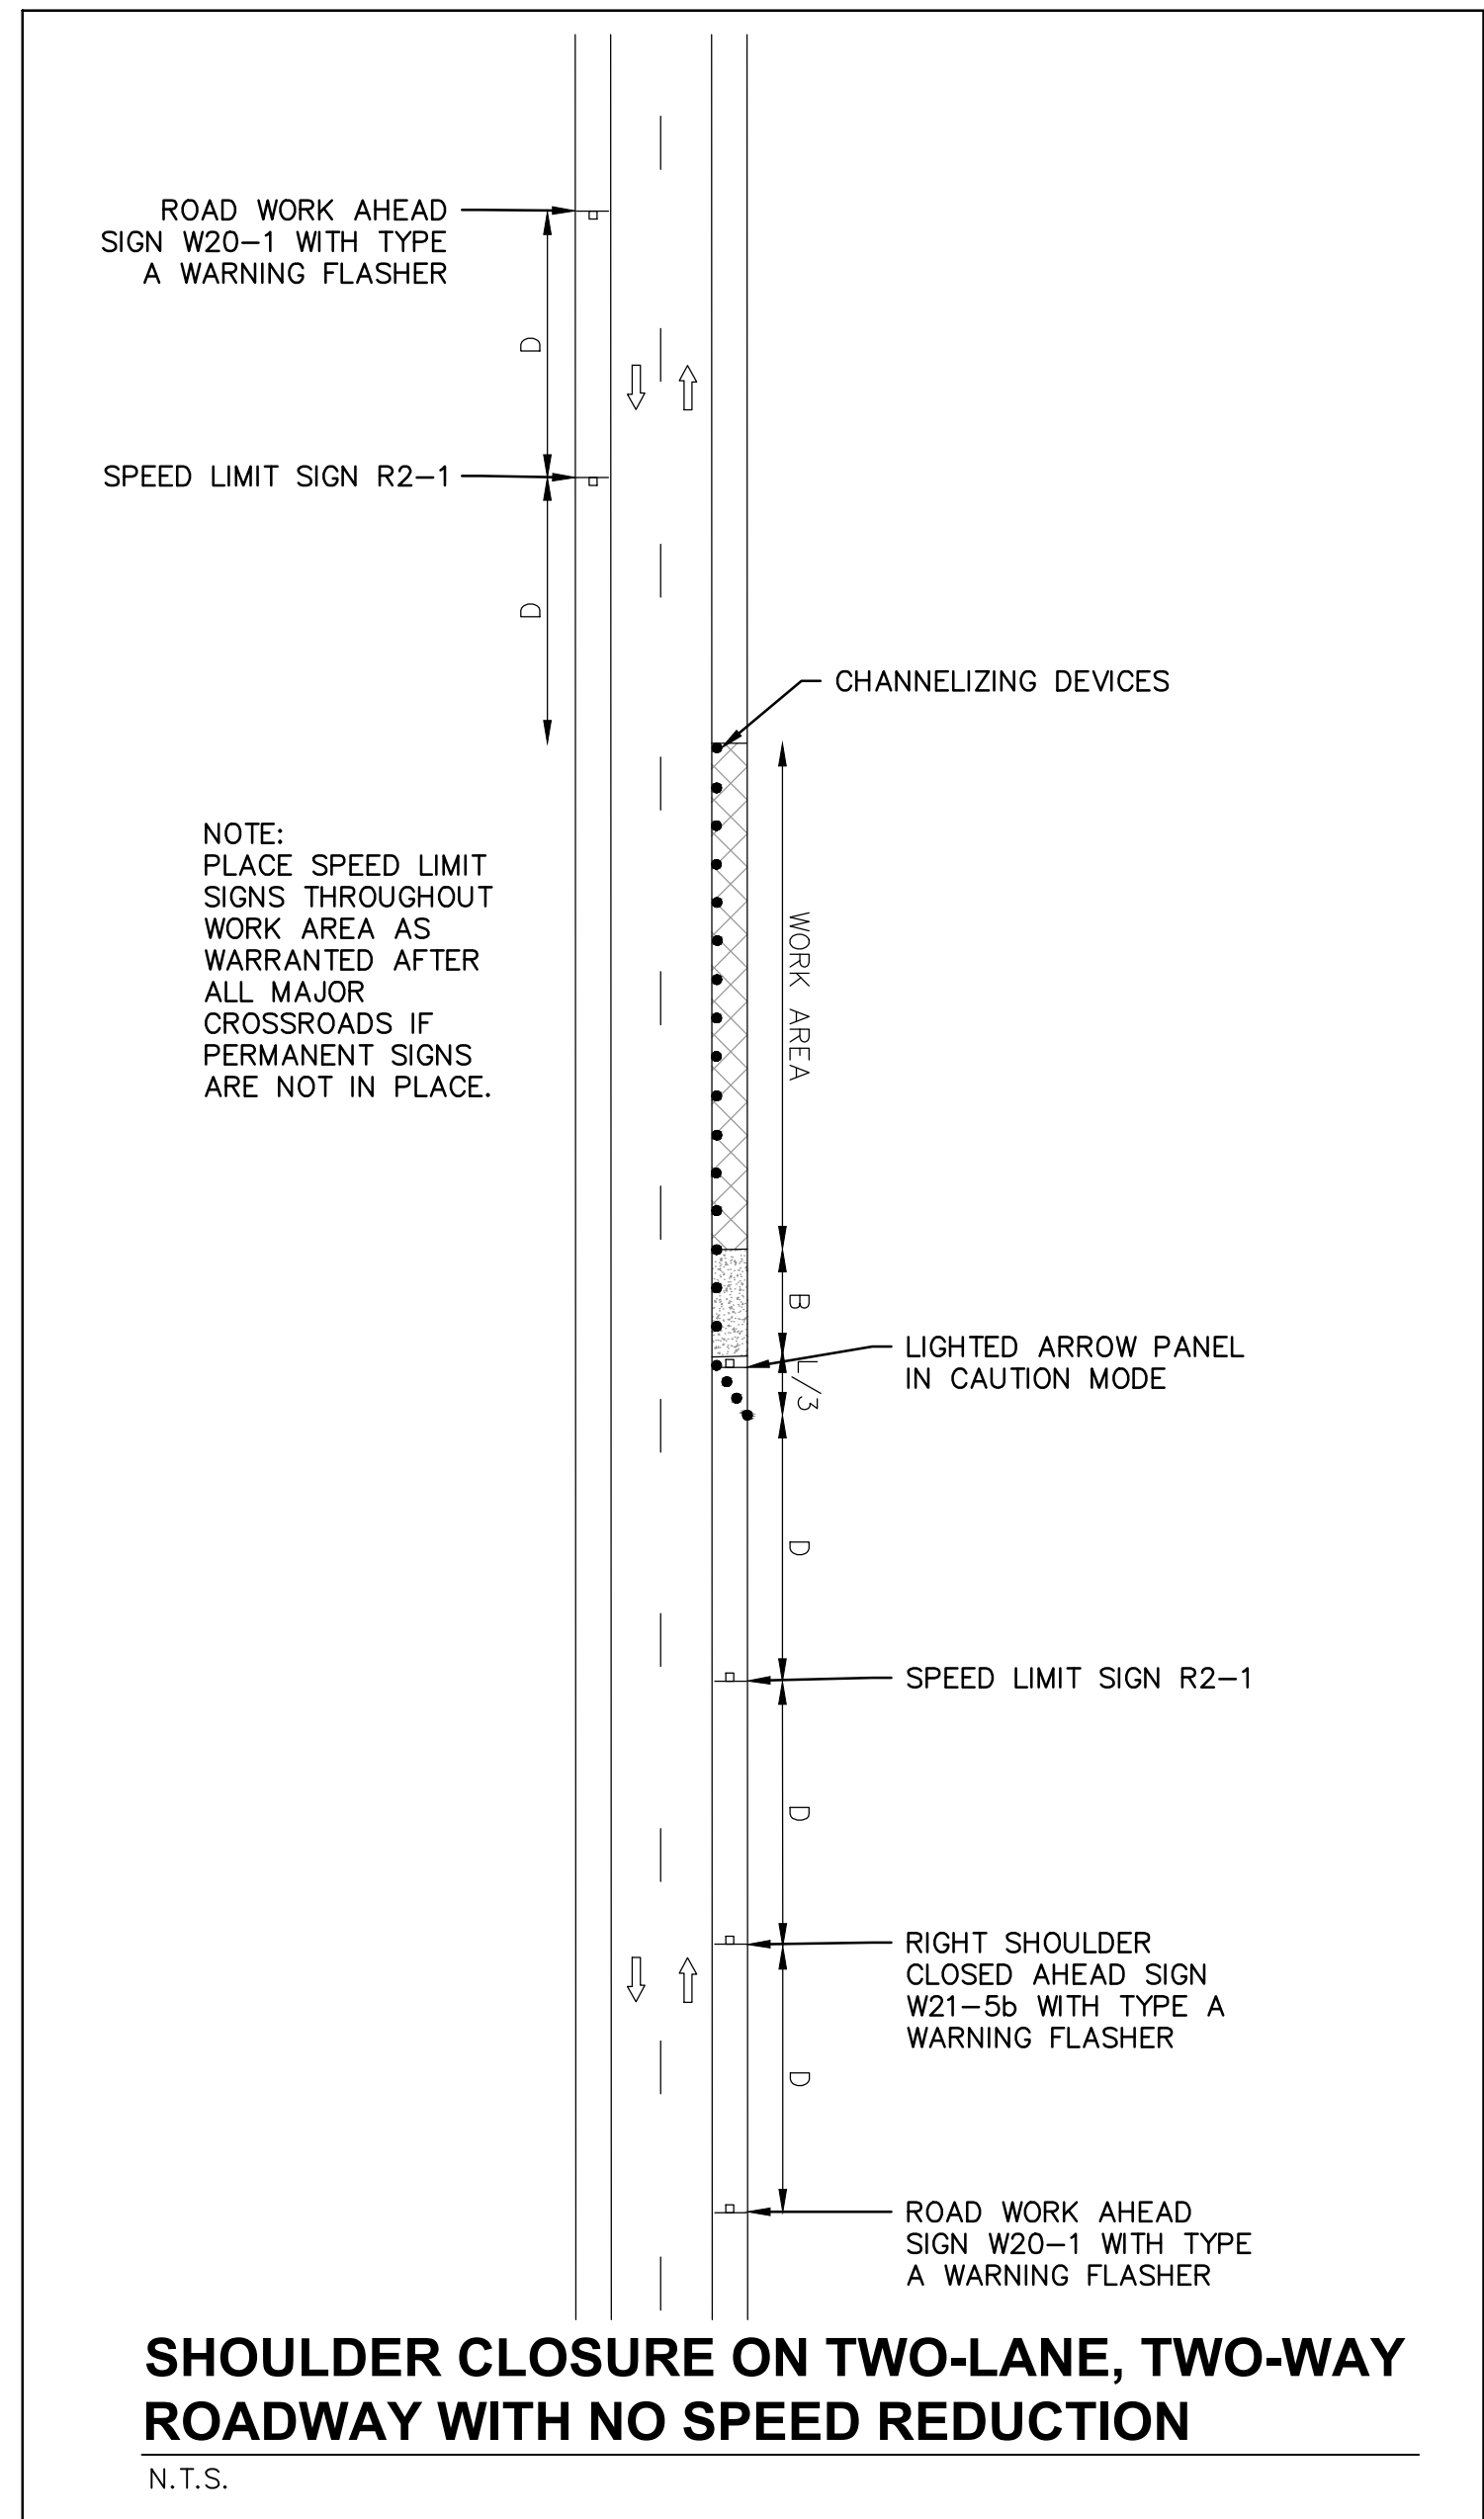 ROAD WORK AHEAD
SIGN W20-1 WITH TYPE
A WARNING FLASHER
D
SPEED LIMIT SIGN R2-1
D
CHANNELIZING DEVICES
NOTE:
PLACE SPEED LIMIT
SIGNS THROUGHOUT
WORK AREA AS
WARRANTED AFTER
ALL MAJOR
CROSSROADS IF
PERMANENT SIGNS
ARE NOT IN PLACE.
WORK AREA
B
LIGHTED ARROW PANEL
IN CAUTION MODE
L/3
D
SPEED LIMIT SIGN R2-1
D
RIGHT SHOULDER
CLOSED AHEAD SIGN
W21-5b WITH TYPE A
WARNING FLASHER
D
ROAD WORK AHEAD
SIGN W20-1 WITH TYPE
A WARNING FLASHER
SHOULDER CLOSURE ON TWO-LANE, TWO-WAY
ROADWAY WITH NO SPEED REDUCTION
N.T.S.